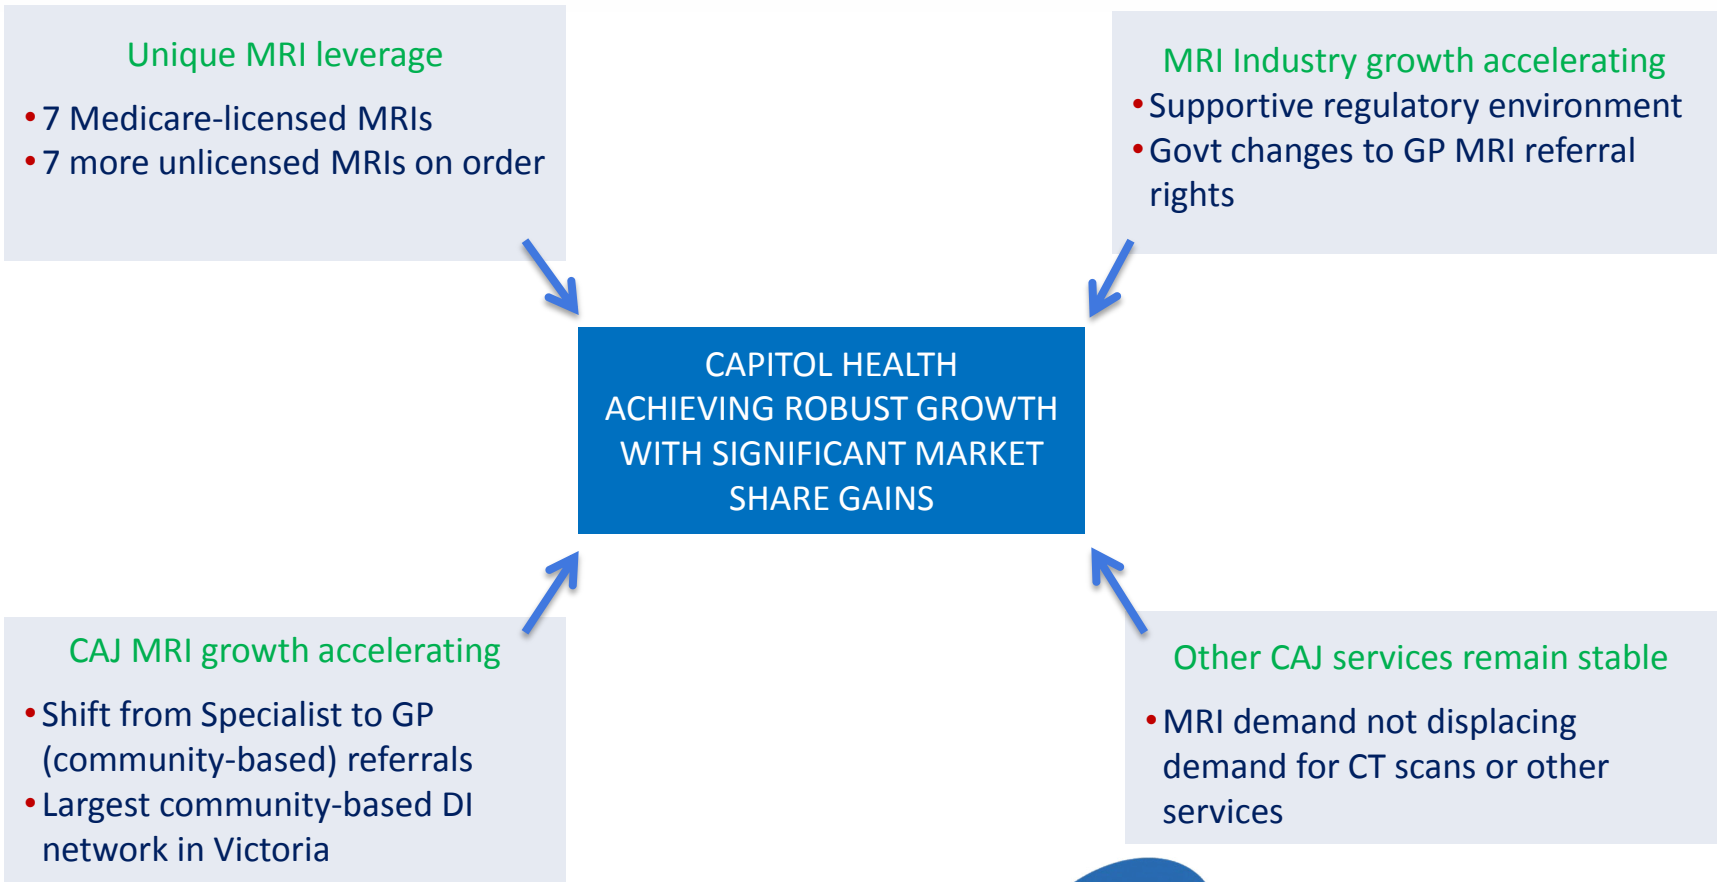 Unique MRI leverage
•7 Medicare-licensed MRIs
•7 more unlicensed MRIs on order
MRI Industry growth accelerating
•Supportive regulatory environment
•Govt changes to GP MRI referral
rights
CAPITOL HEALTH
ACHIEVING ROBUST GROWTH
WITH SIGNIFICANT MARKET
SHARE GAINS
CAJ MRI growth accelerating
•Shift from Specialist to GP
(community-based) referrals
•Largest community-based DI
network in Victoria
Other CAJ services remain stable
•MRI demand not displacing
demand for CT scans or other
services